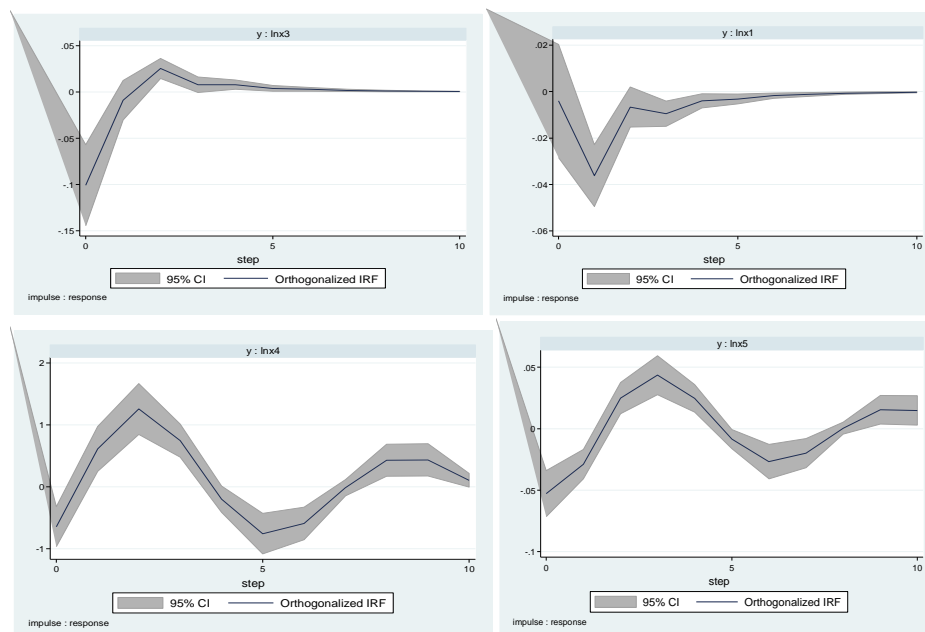 y : lnx3
.05
0
-.05
-.1
-.15
0 5 10
step
95% CI Orthogonalized IRF
impulse : response
y : lnx1
.02
0
-.02
-.04
-.06
0 5 10
step
95% CI Orthogonalized IRF
impulse : response
y : lnx4
2
1
0
-1
0 5 10
step
95% CI Orthogonalized IRF
impulse : response
y : lnx5
.05
0
-.05
-.1
0 5 10
step
95% CI Orthogonalized IRF
impulse : response